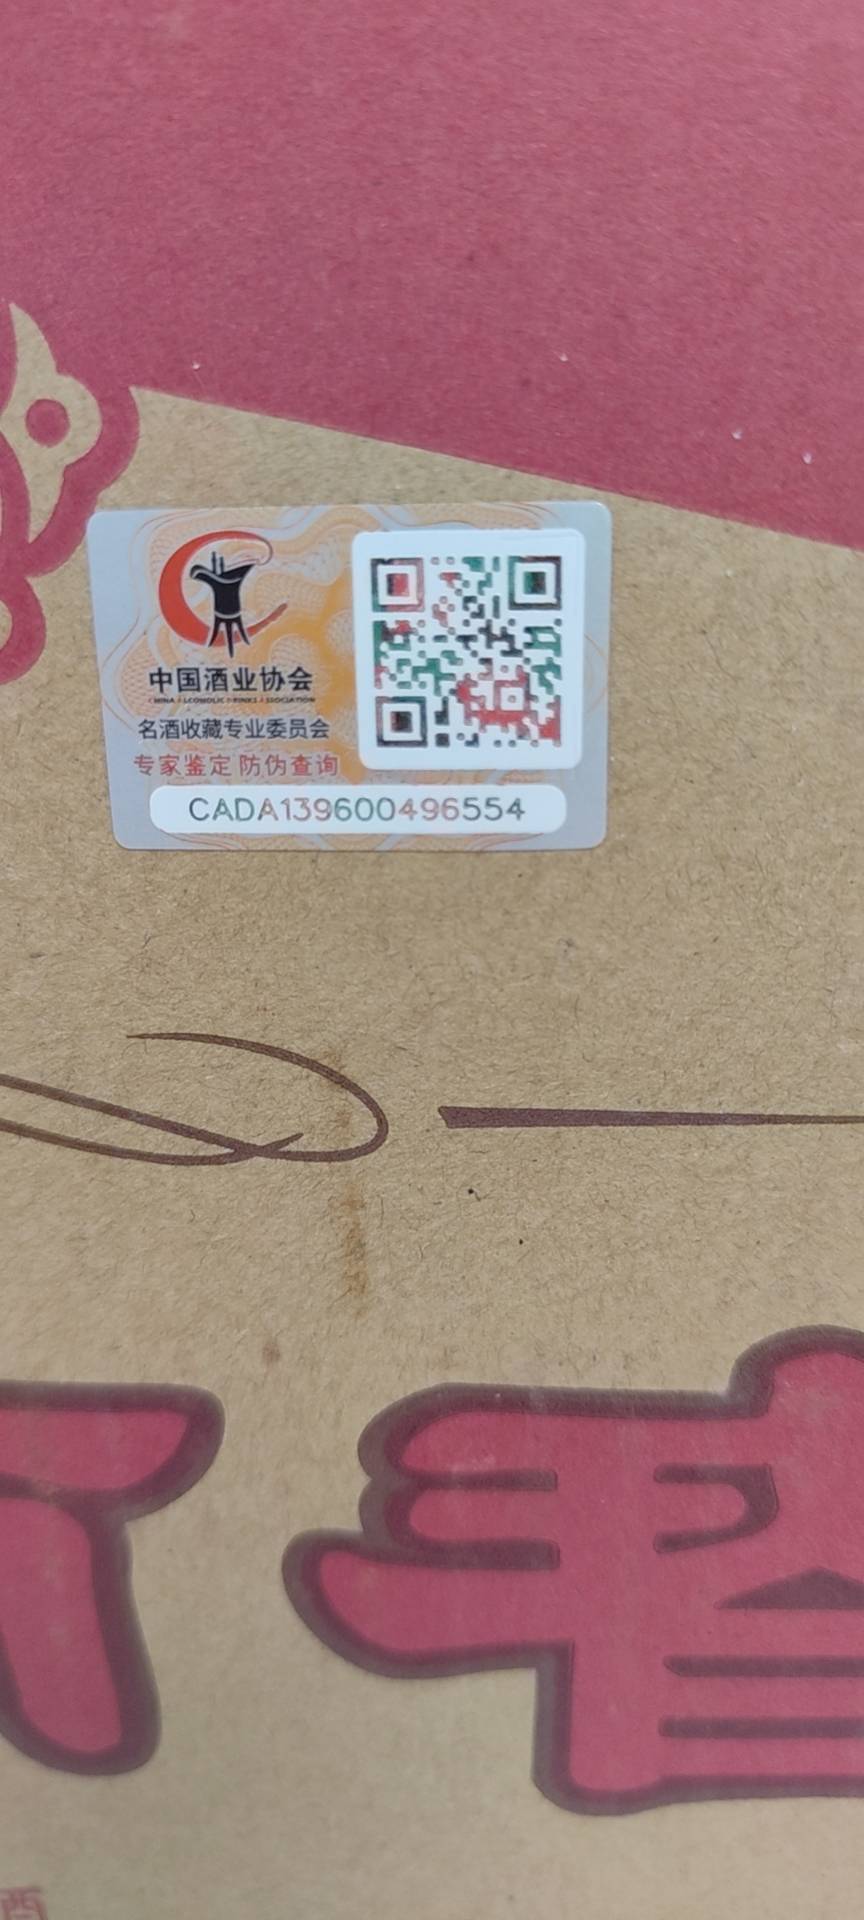 中国酒业协会
CHINA ALCOHOLIC DRINKS ASSOCIATION
名酒收藏专业委员会
专家鉴定 防伪查询
CADA139600496554
酉